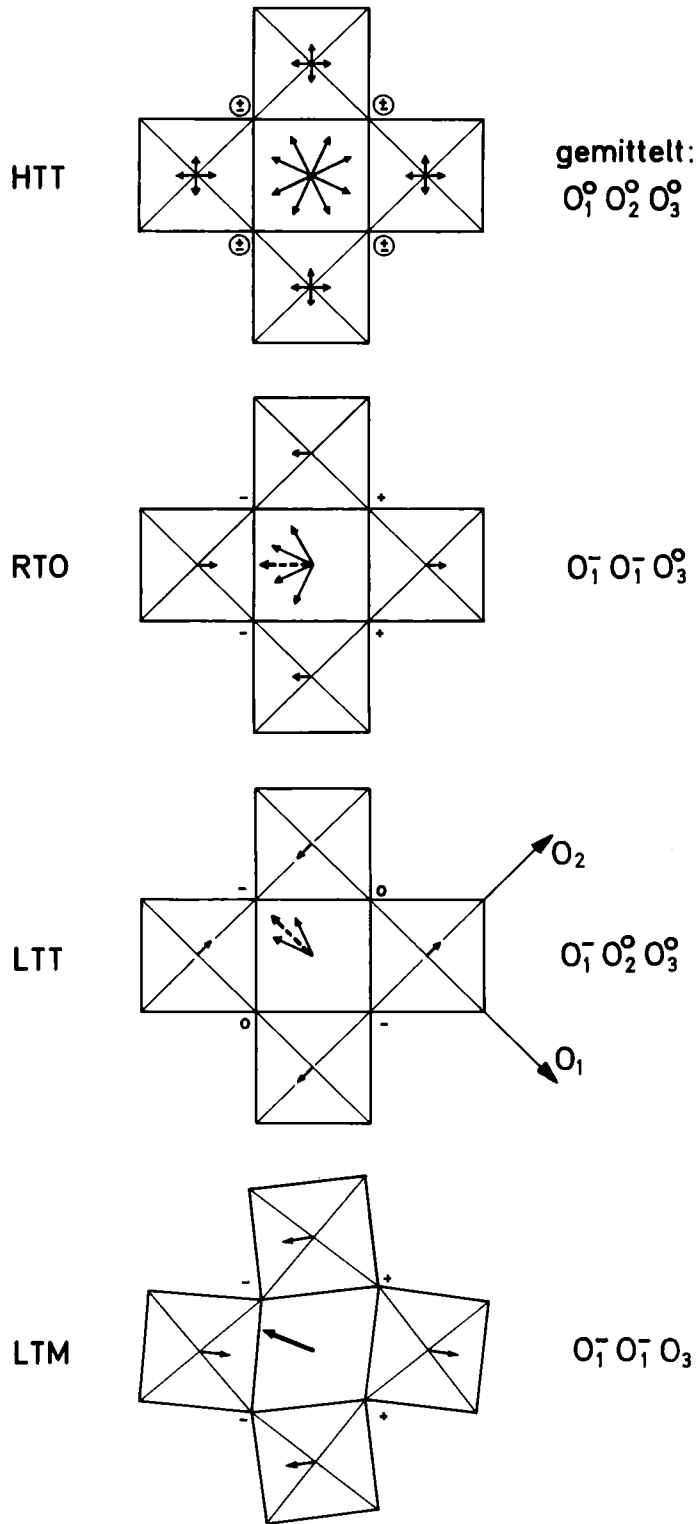 ± ±
HTT
gemittelt:
O₁⁰ O₂⁰ O₃⁰
± ±
- +
RTO
O₁⁻ O₁⁻ O₃⁰
- +
- o
O₂
LTT
O₁⁻ O₂⁰ O₃⁰
o -
O₁
- +
LTM
O₁⁻ O₁⁻ O₃
- +